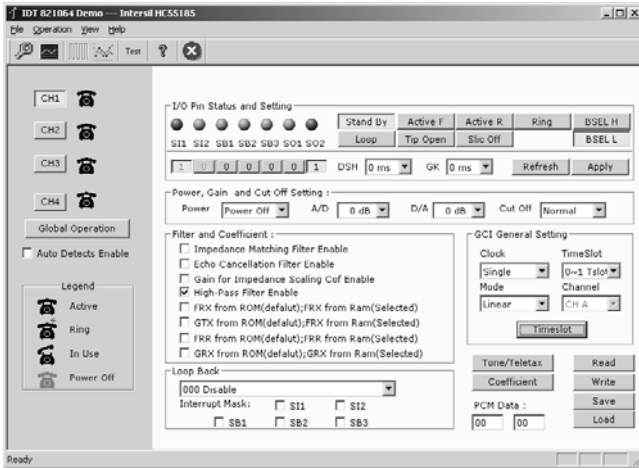 IDT 821064 Demo --- Intersil HC55185
File Operation View Help
Test
CH1
CH2
CH3
CH4
Global Operation
Auto Detects Enable
Legend
Active
Ring
In Use
Power Off
I/O Pin Status and Setting
SI1 SI2 SB1 SB2 SB3 SO1 SO2
Stand By Active F Active R Ring BSEL H
Loop Tip Open Slic Off BSEL L
1 0 0 0 0 0 1 DSH 0 ms GK 0 ms Refresh Apply
Power, Gain and Cut Off Setting :
Power Power Off A/D 0 dB D/A 0 dB Cut Off Normal
Filter and Coefficient :
Impedance Matching Filter Enable
Echo Cancellation Filter Enable
Gain for Impedance Scaling Cof Enable
High-Pass Filter Enable
FRX from ROM(defalut);FRX from Ram(Selected)
GTX from ROM(defalut);FRX from Ram(Selected)
FRR from ROM(defalut);FRX from Ram(Selected)
GRX from ROM(defalut);GRX from Ram(Selected)
GCI General Setting
Clock TimeSlot
Single 0~1 Tslot
Mode Channel
Linear CH A
Timeslot
Loop Back
000 Disable
Interrupt Mask: SI1 SI2
SB1 SB2 SB3
Tone/Teletax Read
Coefficient Write
PCM Data : Save
00 00 Load
Ready